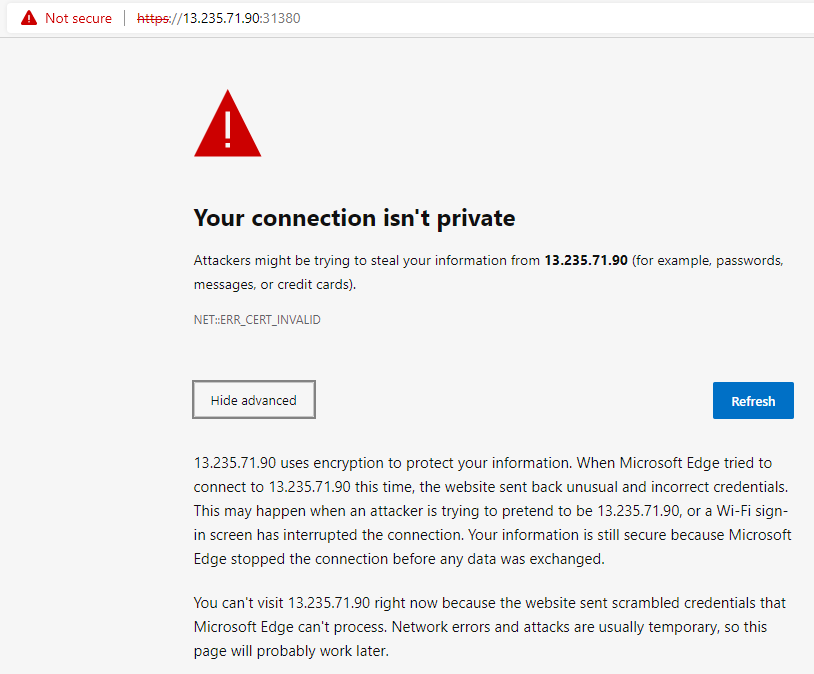 Not secure | https://13.235.71.90:31380
Your connection isn't private
Attackers might be trying to steal your information from 13.235.71.90 (for example, passwords,
messages, or credit cards).
NET::ERR_CERT_INVALID
Hide advanced
Refresh
13.235.71.90 uses encryption to protect your information. When Microsoft Edge tried to
connect to 13.235.71.90 this time, the website sent back unusual and incorrect credentials.
This may happen when an attacker is trying to pretend to be 13.235.71.90, or a Wi-Fi sign-
in screen has interrupted the connection. Your information is still secure because Microsoft
Edge stopped the connection before any data was exchanged.
You can't visit 13.235.71.90 right now because the website sent scrambled credentials that
Microsoft Edge can't process. Network errors and attacks are usually temporary, so this
page will probably work later.